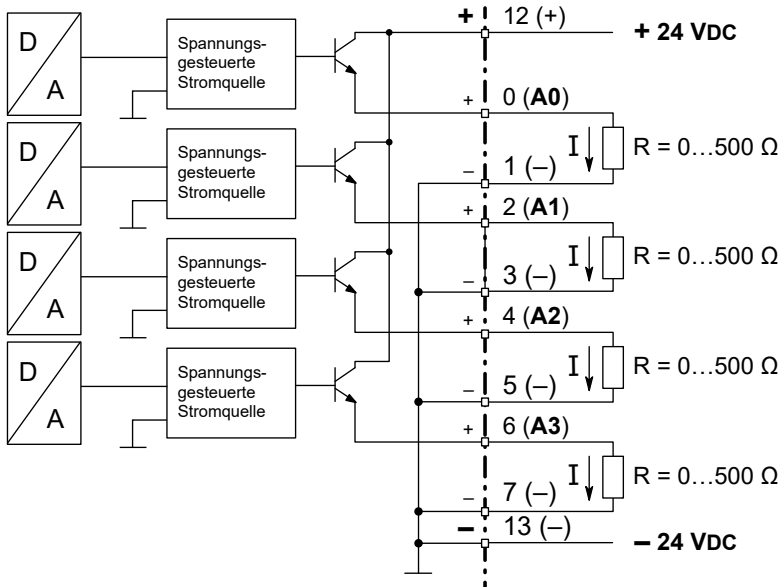 + 12 (+) + 24 VDC
D
A
Spannungs-
gesteuerte
Stromquelle
+ 0 (A0)
I R = 0…500 Ω
– 1 (–)
D
A
Spannungs-
gesteuerte
Stromquelle
+ 2 (A1)
I R = 0…500 Ω
– 3 (–)
D
A
Spannungs-
gesteuerte
Stromquelle
+ 4 (A2)
I R = 0…500 Ω
– 5 (–)
D
A
Spannungs-
gesteuerte
Stromquelle
+ 6 (A3)
I R = 0…500 Ω
– 7 (–)
– 13 (–) – 24 VDC